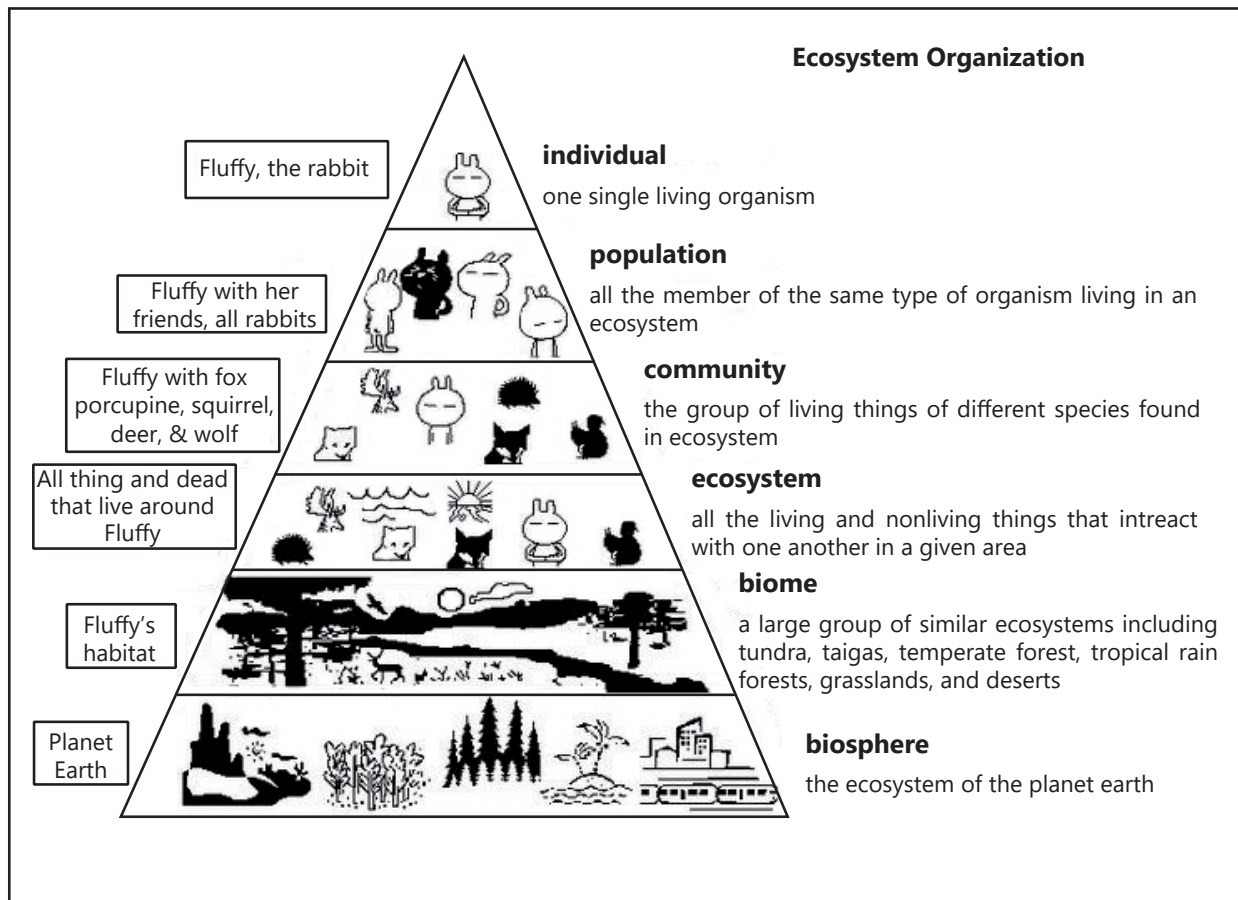 Ecosystem Organization
Fluffy, the rabbit
individual
one single living organism
Fluffy with her
friends, all rabbits
population
all the member of the same type of organism living in an
ecosystem
Fluffy with fox
porcupine, squirrel,
deer, & wolf
community
the group of living things of different species found
in ecosystem
All thing and dead
that live around
Fluffy
ecosystem
all the living and nonliving things that intreact
with one another in a given area
Fluffy’s
habitat
biome
a large group of similar ecosystems including
tundra, taigas, temperate forest, tropical rain
forests, grasslands, and deserts
Planet
Earth
biosphere
the ecosystem of the planet earth